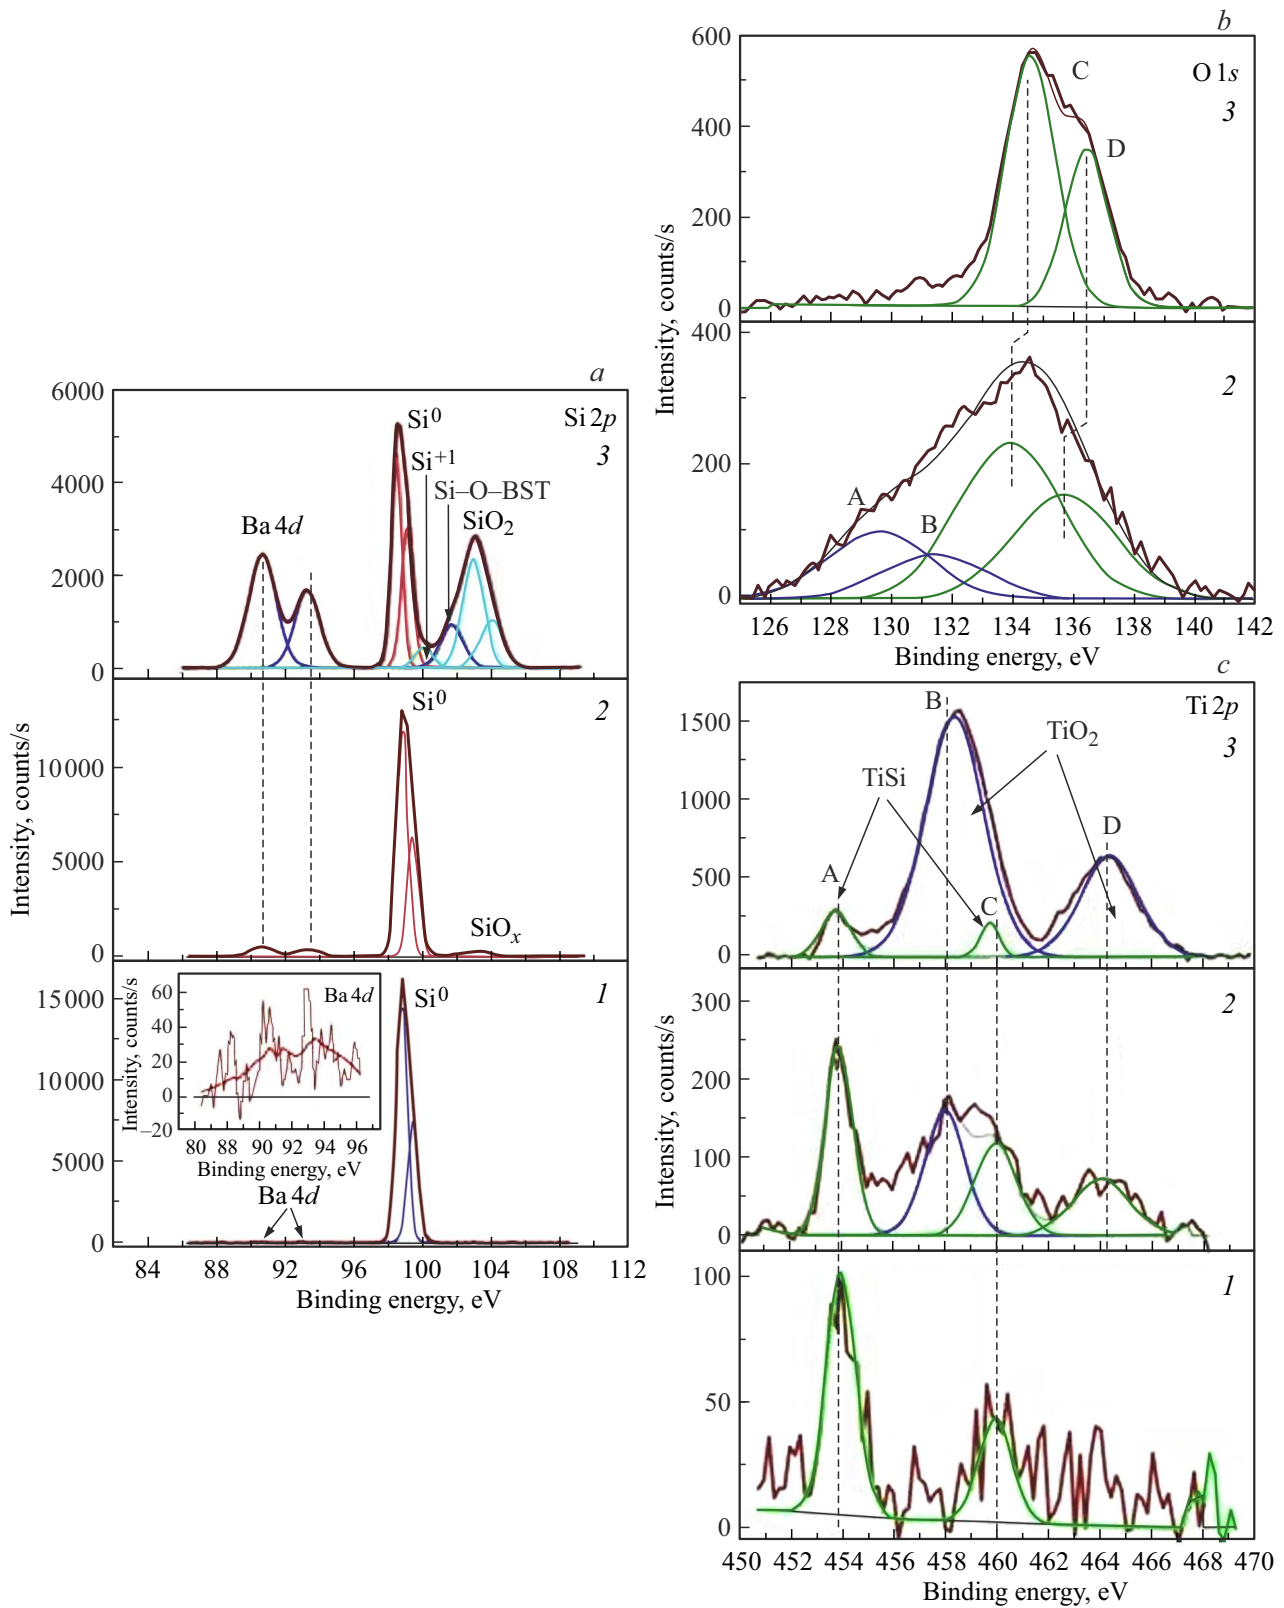 a
Si 2p
3
6000
4000
2000
0
Intensity, counts/s
Ba 4d
Si0
Si+1
Si–O–BST
SiO2
2
10000
5000
0
Si0
SiOx
1
15000
10000
5000
0
Si0
Ba 4d
Intensity, counts/s
60
40
20
0
–20
80 88 90 92 94 96
Binding energy, eV
Ba 4d
84 88 92 96 100 104 108 112
Binding energy, eV
b
O 1s
3
600
400
200
0
C
D
Intensity, counts/s
2
400
200
0
A
B
Intensity, counts/s
126 128 130 132 134 136 138 140 142
Binding energy, eV
c
Ti 2p
3
1500
1000
500
0
B
TiO2
TiSi
A
C
D
Intensity, counts/s
2
300
200
100
0
Intensity, counts/s
1
100
50
0
450 452 454 456 458 460 462 464 466 468 470
Binding energy, eV